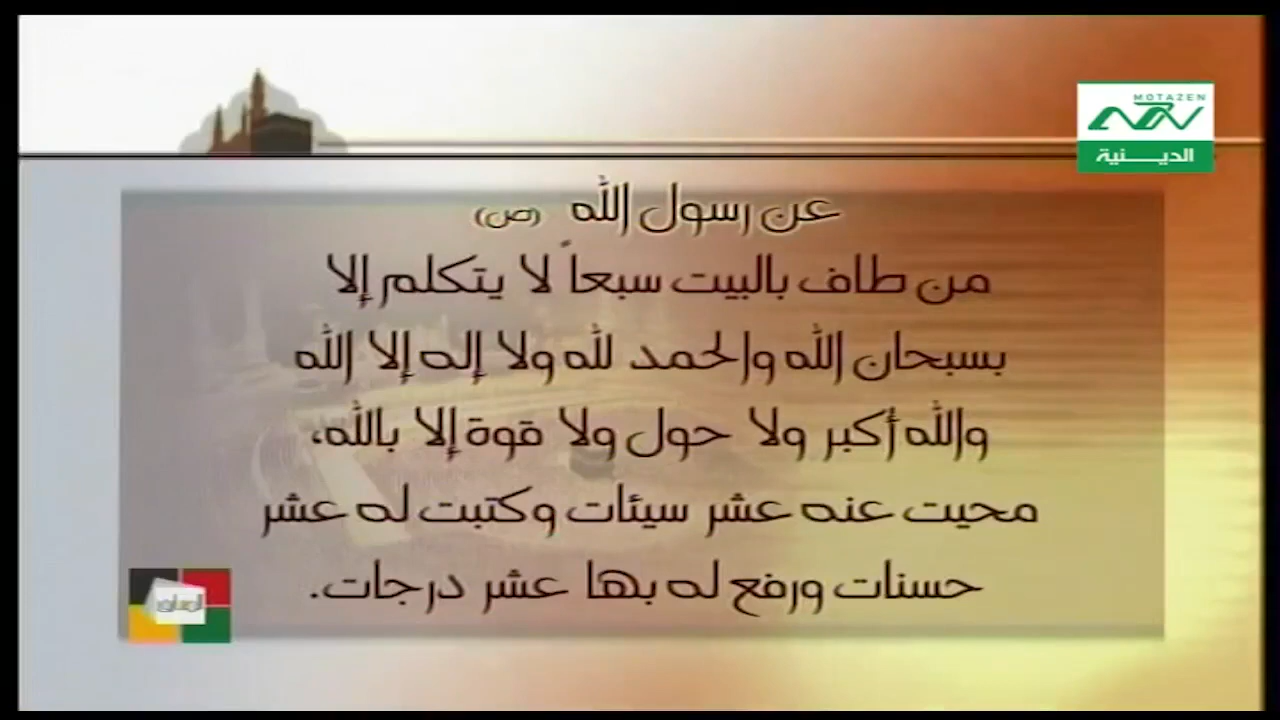 MOTAZEN
الديـنية
عن رسول الله (ص)
من طاف بالبيت سبعاً لا يتكلم إلا
بسبحان الله والحمد لله ولا إله إلا الله
والله أكبر ولا حول ولا قوة إلا بالله،
محيت عنه عشر سيئات وكتبت له عشر
حسنات ورفع له بها عشر درجات.